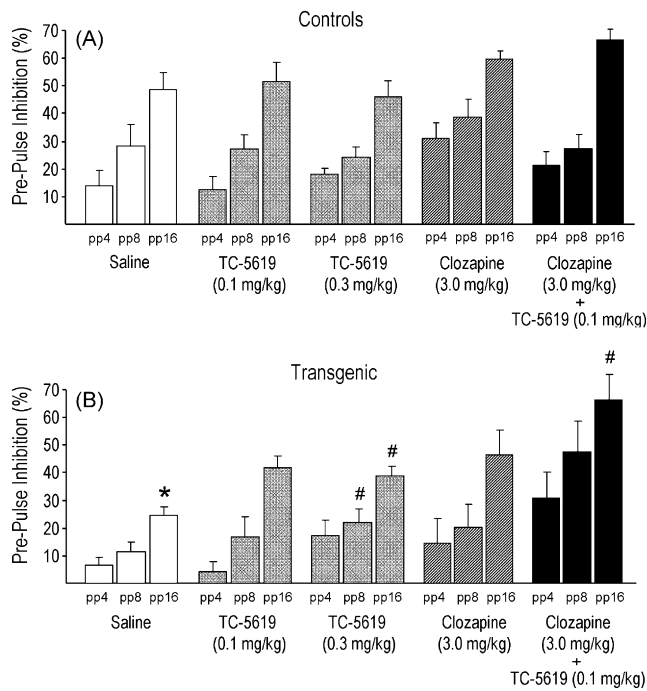 Controls
(A)
Pre-Pulse Inhibition (%)
70
60
50
40
30
20
10
pp4 pp8 pp16 pp4 pp8 pp16 pp4 pp8 pp16 pp4 pp8 pp16 pp4 pp8 pp16
Saline TC-5619 TC-5619 Clozapine Clozapine
(0.1 mg/kg) (0.3 mg/kg) (3.0 mg/kg) (3.0 mg/kg)
+
TC-5619 (0.1 mg/kg)
Transgenic
(B)
Pre-Pulse Inhibition (%)
70
60
50
40
30
20
10
*
#
#
#
pp4 pp8 pp16 pp4 pp8 pp16 pp4 pp8 pp16 pp4 pp8 pp16 pp4 pp8 pp16
Saline TC-5619 TC-5619 Clozapine Clozapine
(0.1 mg/kg) (0.3 mg/kg) (3.0 mg/kg) (3.0 mg/kg)
+
TC-5619 (0.1 mg/kg)